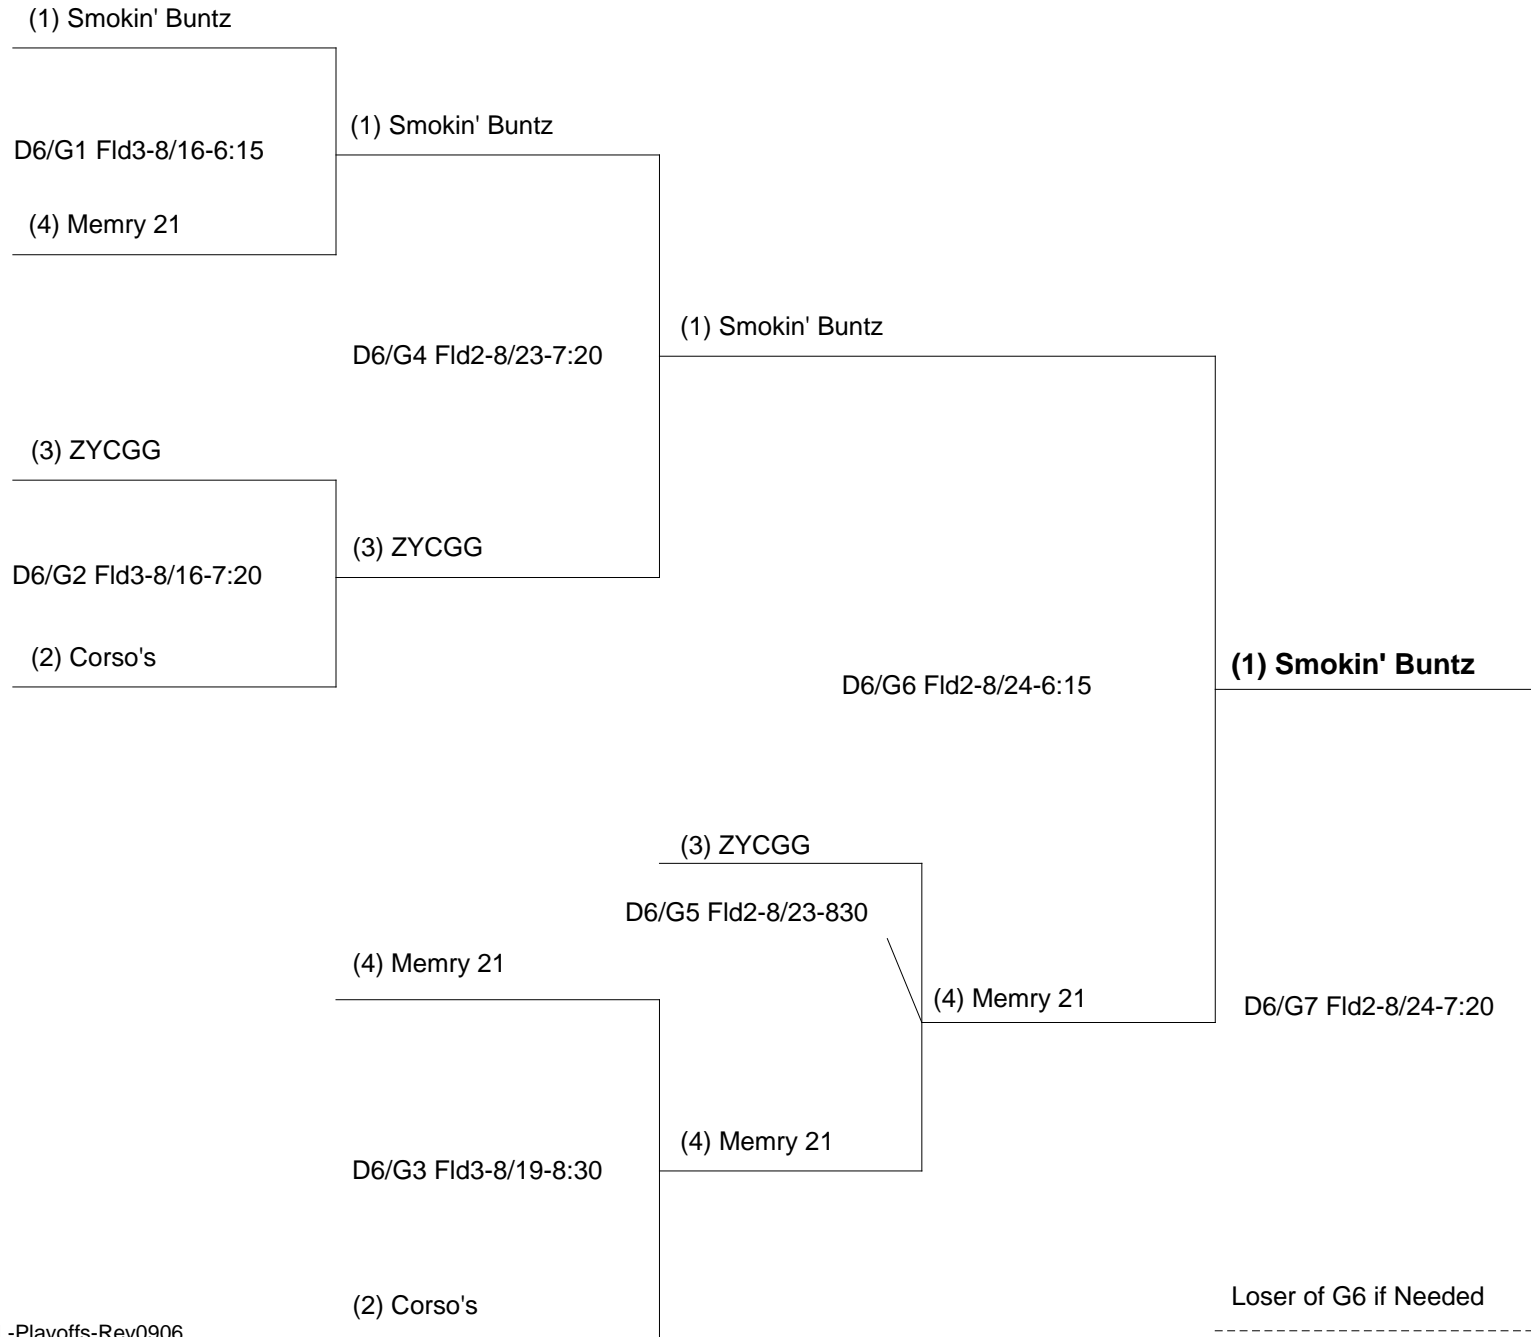 (1) Smokin' Buntz
(1) Smokin' Buntz
D6/G1 Fld3-8/16-6:15
(4) Memry 21
(1) Smokin' Buntz
D6/G4 Fld2-8/23-7:20
(3) ZYCGG
(3) ZYCGG
D6/G2 Fld3-8/16-7:20
(2) Corso's
(1) Smokin' Buntz
D6/G6 Fld2-8/24-6:15
(3) ZYCGG
D6/G5 Fld2-8/23-830
(4) Memry 21
(4) Memry 21
D6/G7 Fld2-8/24-7:20
(4) Memry 21
D6/G3 Fld3-8/19-8:30
Loser of G6 if Needed
(2) Corso's
-Playoffs-Rev0906